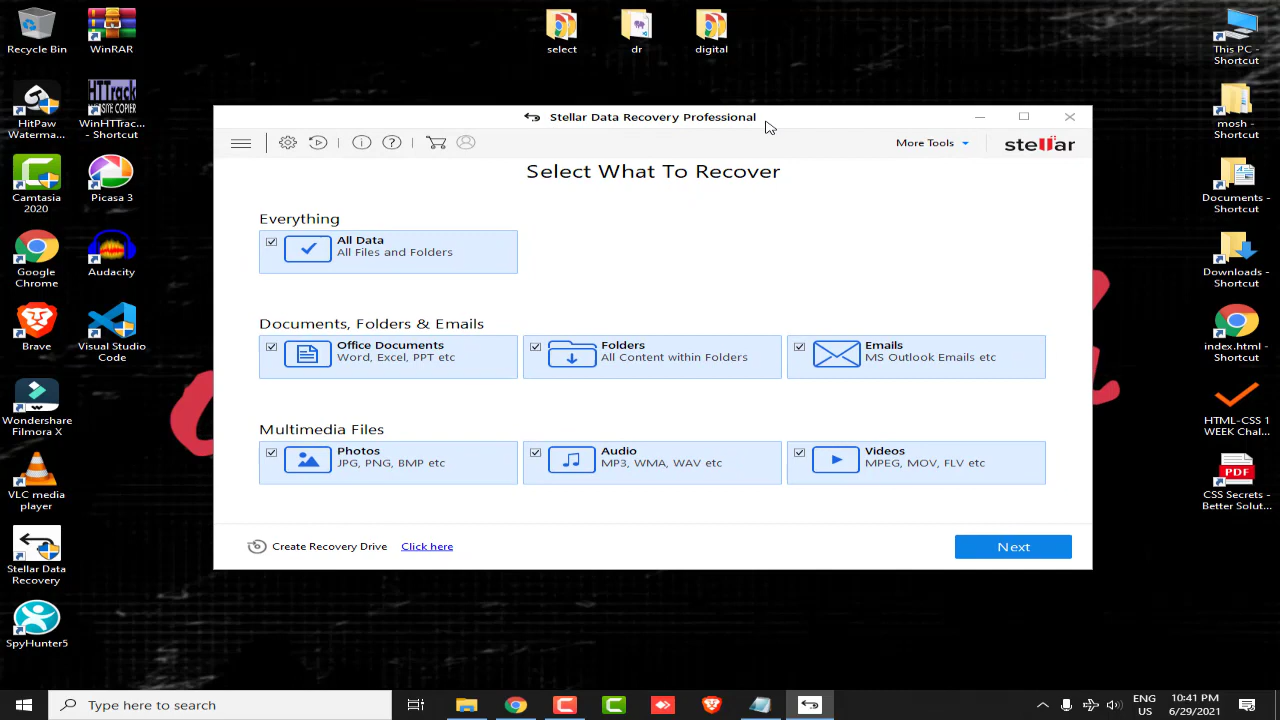 Recycle Bin
WinRAR
select
dr
digital
This PC -
Shortcut
HitPaw
Waterma...
HTTrack
WEBSITE COPIER
WinHTTrac...
- Shortcut
mosh -
Shortcut
Camtasia
2020
Picasa 3
Documents -
Shortcut
Google
Chrome
Audacity
Downloads -
Shortcut
Brave
Visual Studio
Code
index.html -
Shortcut
Wondershare
Filmora X
HTML-CSS 1
WEEK Chal...
VLC media
player
PDF
CSS Secrets -
Better Solut...
Stellar Data
Recovery
SpyHunter5
Stellar Data Recovery Professional
More Tools
stellar
Select What To Recover
Everything
All Data
All Files and Folders
Documents, Folders & Emails
Office Documents
Word, Excel, PPT etc
Folders
All Content within Folders
Emails
MS Outlook Emails etc
Multimedia Files
Photos
JPG, PNG, BMP etc
Audio
MP3, WMA, WAV etc
Videos
MPEG, MOV, FLV etc
Create Recovery Drive Click here
Next
Type here to search
ENG
US
10:41 PM
6/29/2021